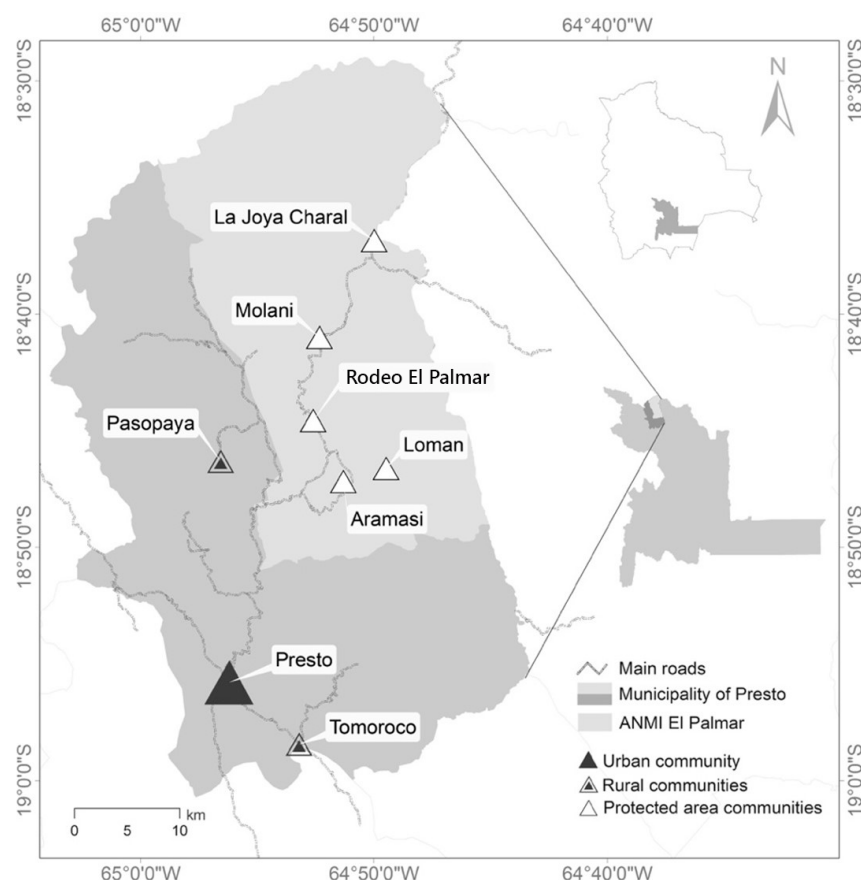 65°0'0"W 64°50'0"W 64°40'0"W
18°30'0"S 18°30'0"S
N
La Joya Charal
18°40'0"S 18°40'0"S
Molani
Rodeo El Palmar
Pasopaya
Loman
Aramasi
18°50'0"S 18°50'0"S
Presto
Tomoroco
Main roads
Municipality of Presto
ANMI El Palmar
Urban community
Rural communities
Protected area communities
19°0'0"S 19°0'0"S
km
0 5 10
65°0'0"W 64°50'0"W 64°40'0"W